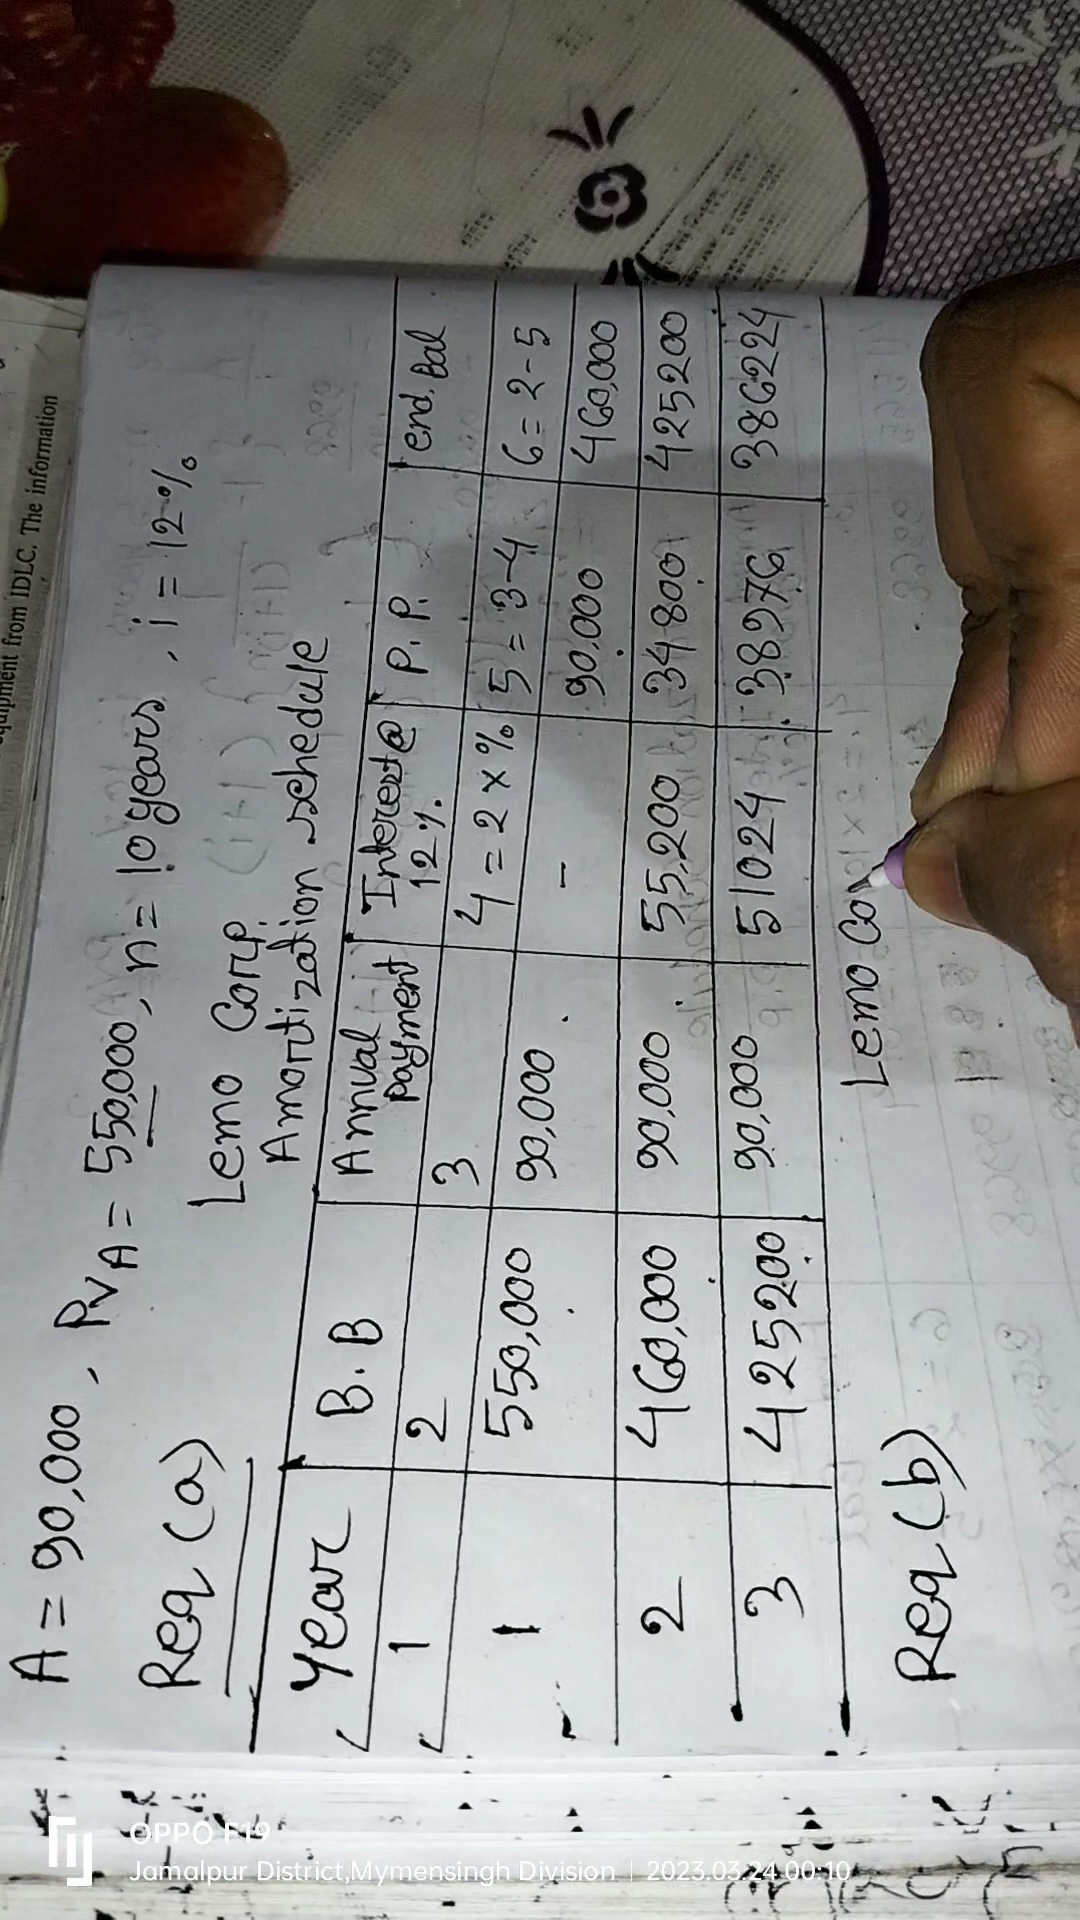 equipment from IDLC. The information
A = 90,000, PVA = 550,000, n = 10 years, i = 12%
Req (a)
Lemo Corp.
Amortization schedule
Year B.B Annual payment Interest @ 12% P.P. end. Bal
1 2 3 4 = 2 x % 5 = 3-4 6 = 2-5
1 550,000 90,000 - 90,000 460,000
2 460,000 90,000 55,200 34800 425200
3 425200 90,000 51024 38976 386224
Req (b)
Lemo Co
OPPO F19
Jamalpur District,Mymensingh Division | 2023.03.24 00:10